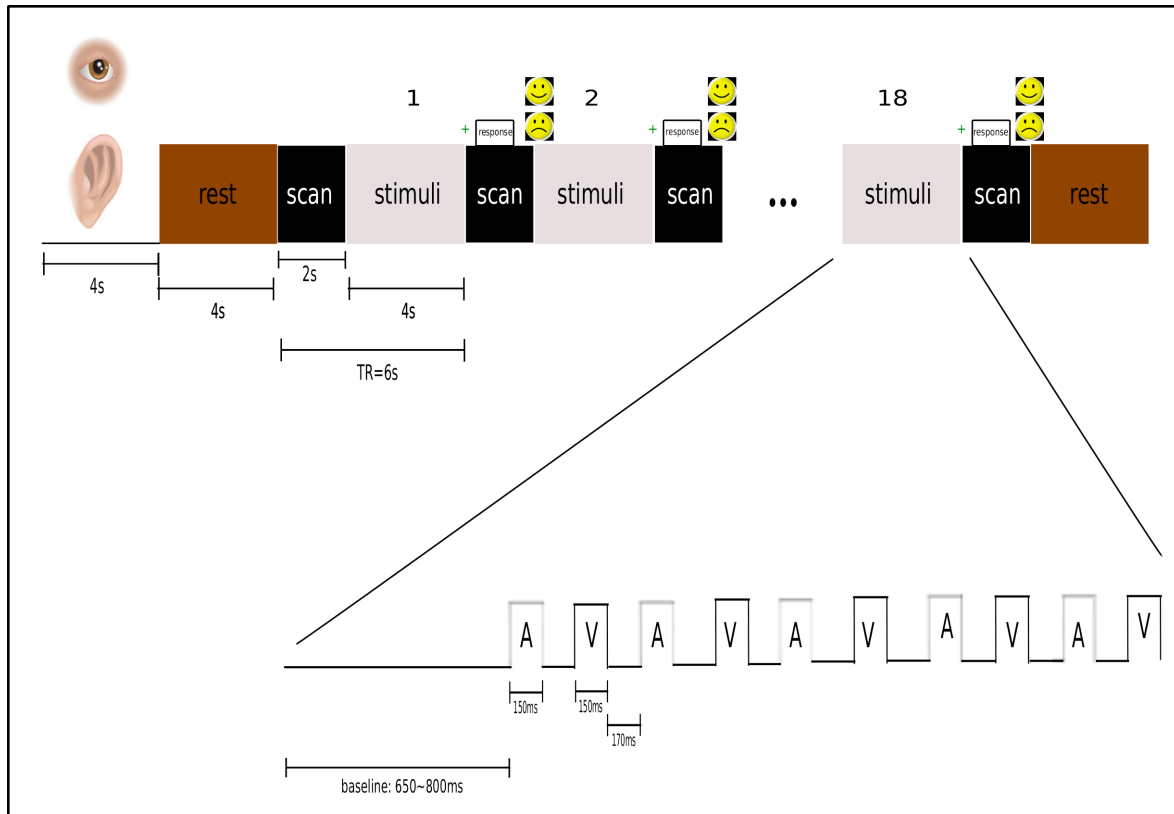 1
2
18
+
response
+
response
+
response
rest
scan
stimuli
scan
stimuli
scan
...
stimuli
scan
rest
4s
4s
2s
4s
TR=6s
A
V
A
V
A
V
A
V
A
V
150ms
150ms
170ms
baseline: 650~800ms